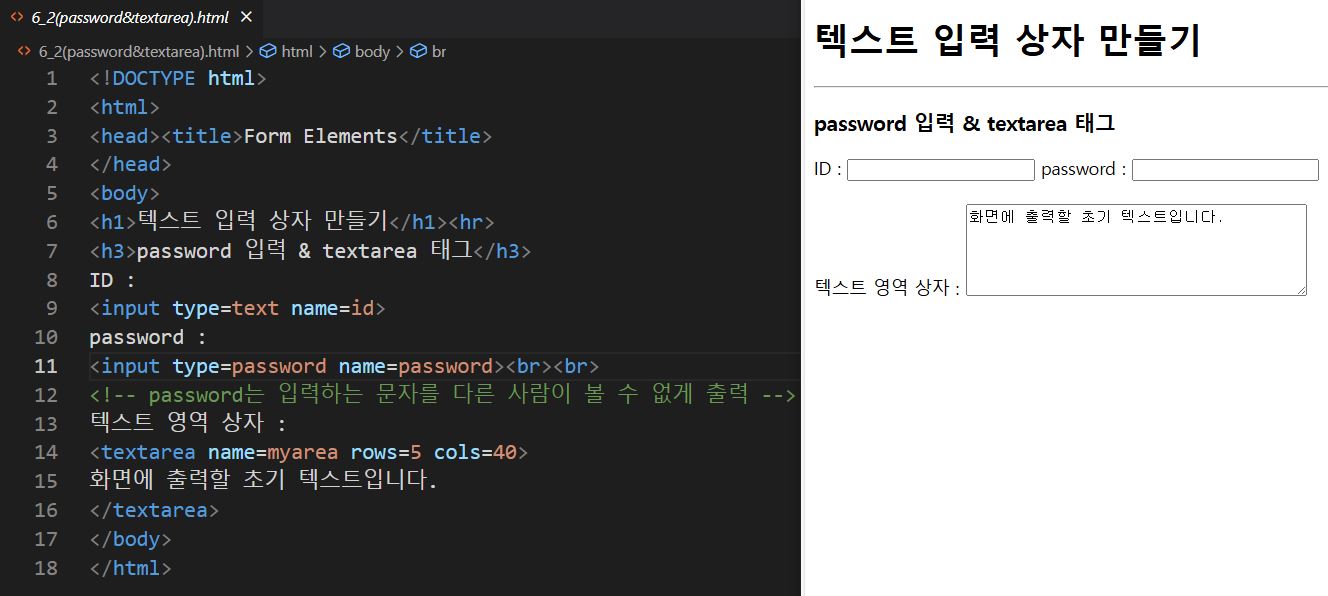 6_2(password&textarea).html ×
6_2(password&textarea).html > html > body > br
1 <!DOCTYPE html>
2 <html>
3 <head><title>Form Elements</title>
4 </head>
5 <body>
6 <h1>텍스트 입력 상자 만들기</h1><hr>
7 <h3>password 입력 & textarea 태그</h3>
8 ID :
9 <input type=text name=id>
10 password :
11 <input type=password name=password><br><br>
12 <!-- password는 입력하는 문자를 다른 사람이 볼 수 없게 출력 -->
13 텍스트 영역 상자 :
14 <textarea name=myarea rows=5 cols=40>
15 화면에 출력할 초기 텍스트입니다.
16 </textarea>
17 </body>
18 </html>
텍스트 입력 상자 만들기
password 입력 & textarea 태그
ID : password :
화면에 출력할 초기 텍스트입니다.
텍스트 영역 상자 :